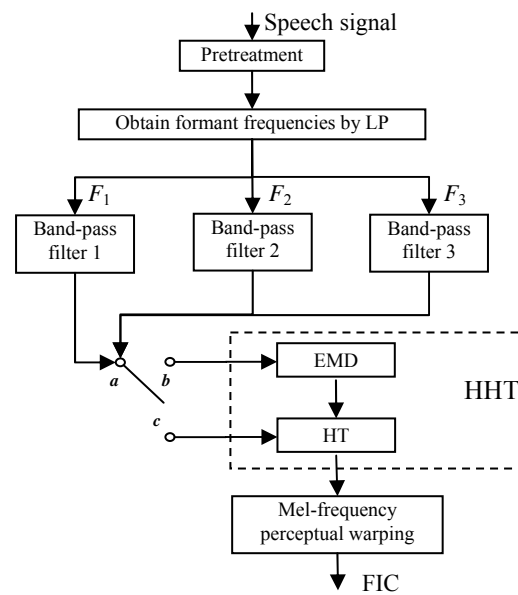 Speech signal
Pretreatment
Obtain formant frequencies by LP
F1
F2
F3
Band-pass
filter 1
Band-pass
filter 2
Band-pass
filter 3
a
b
c
EMD
HHT
HT
Mel-frequency
perceptual warping
FIC